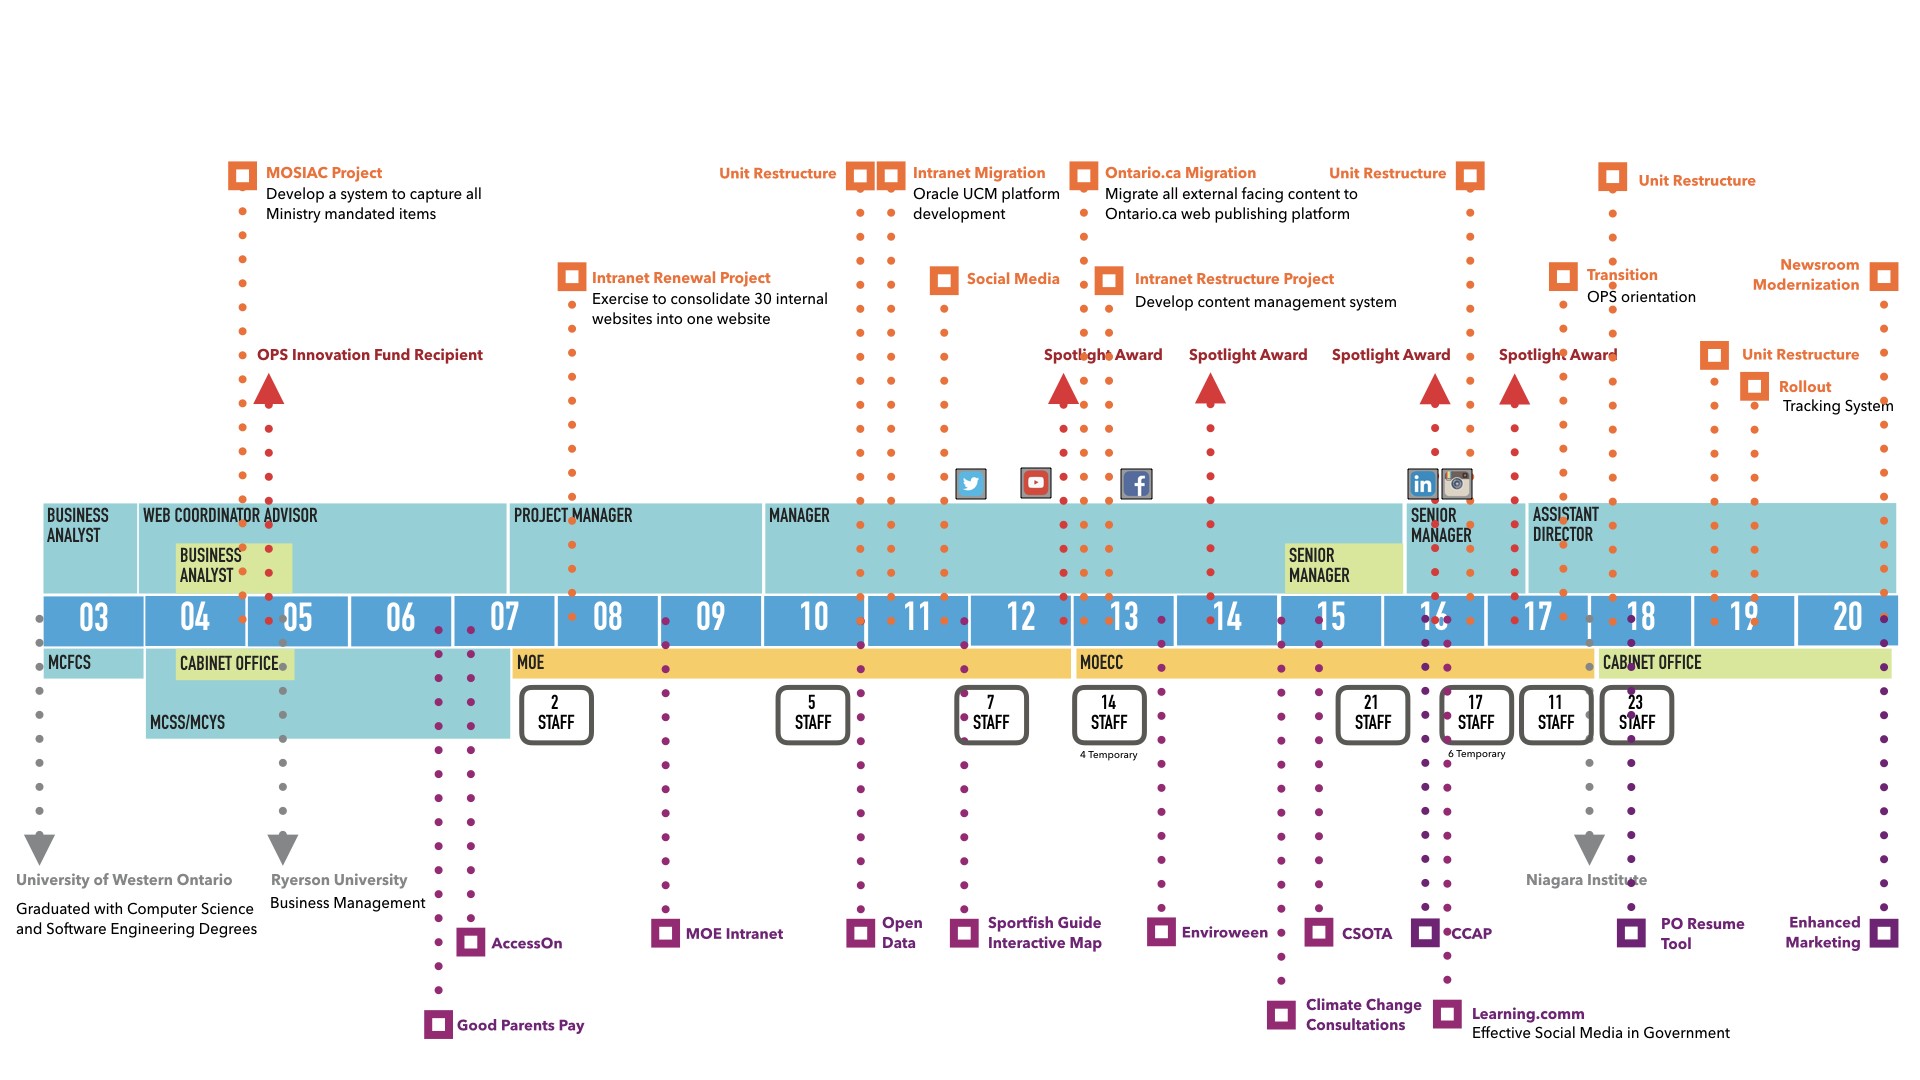 MOSIAC Project
Develop a system to capture all
Ministry mandated items
Unit Restructure
Intranet Migration
Oracle UCM platform
development
Ontario.ca Migration
Migrate all external facing content to
Ontario.ca web publishing platform
Unit Restructure
Unit Restructure
Intranet Renewal Project
Exercise to consolidate 30 internal
websites into one website
Social Media
Intranet Restructure Project
Develop content management system
Transition
OPS orientation
Newsroom
Modernization
OPS Innovation Fund Recipient
Spotlight Award
Spotlight Award
Spotlight Award
Spotlight Award
Unit Restructure
Rollout
Tracking System
in
f
BUSINESS
ANALYST
WEB COORDINATOR ADVISOR
BUSINESS
ANALYST
PROJECT MANAGER
MANAGER
SENIOR
MANAGER
SENIOR
MANAGER
ASSISTANT
DIRECTOR
03 04 05 06 07 08 09 10 11 12 13 14 15 16 17 18 19 20
MCFCS
CABINET OFFICE
MCSS/MCYS
MOE
MOECC
CABINET OFFICE
2
STAFF
5
STAFF
7
STAFF
14
STAFF
4 Temporary
21
STAFF
17
STAFF
6 Temporary
11
STAFF
23
STAFF
University of Western Ontario
Graduated with Computer Science
and Software Engineering Degrees
Ryerson University
Business Management
Niagara Institute
AccessOn
MOE Intranet
Open
Data
Sportfish Guide
Interactive Map
Enviroween
CSOTA
CCAP
PO Resume
Tool
Enhanced
Marketing
Good Parents Pay
Climate Change
Consultations
Learning.comm
Effective Social Media in Government